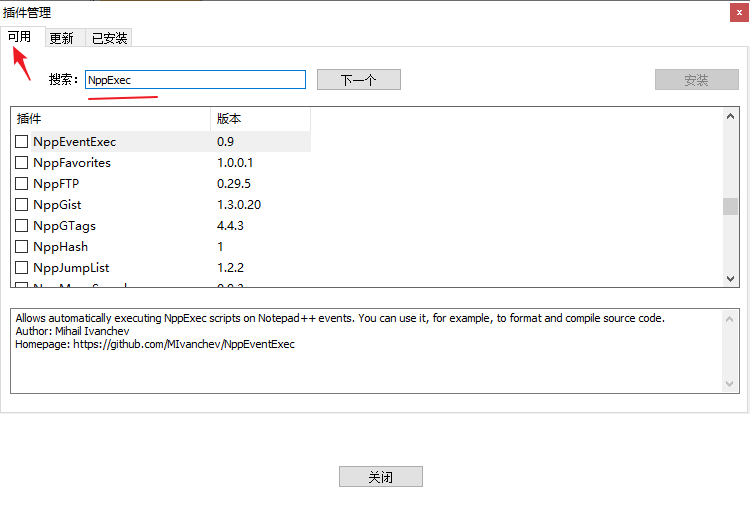 插件管理
可用 更新 已安装
搜索： NppExec 下一个 安装
插件 版本
NppEventExec 0.9
NppFavorites 1.0.0.1
NppFTP 0.29.5
NppGist 1.3.0.20
NppGTags 4.4.3
NppHash 1
NppJumpList 1.2.2
Allows automatically executing NppExec scripts on Notepad++ events. You can use it, for example, to format and compile source code.
Author: Mihail Ivanchev
Homepage: https://github.com/MIvanchev/NppEventExec
关闭